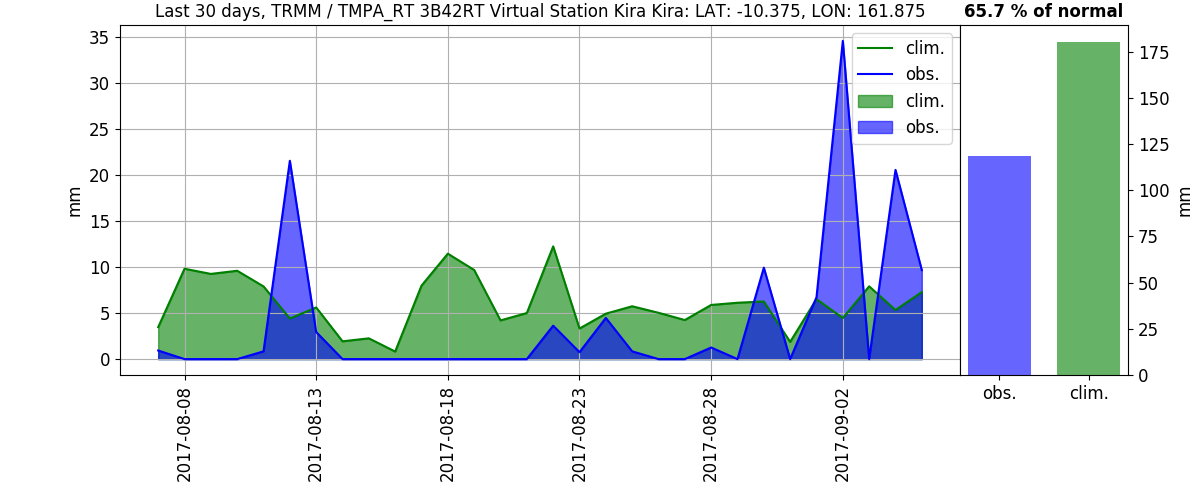 Last 30 days, TRMM / TMPA_RT 3B42RT Virtual Station Kira Kira: LAT: -10.375, LON: 161.875
65.7 % of normal
mm
35
30
25
20
15
10
5
0
2017-08-08
2017-08-13
2017-08-18
2017-08-23
2017-08-28
2017-09-02
clim.
obs.
clim.
obs.
obs.
clim.
175
150
125
100
75
50
25
0
mm